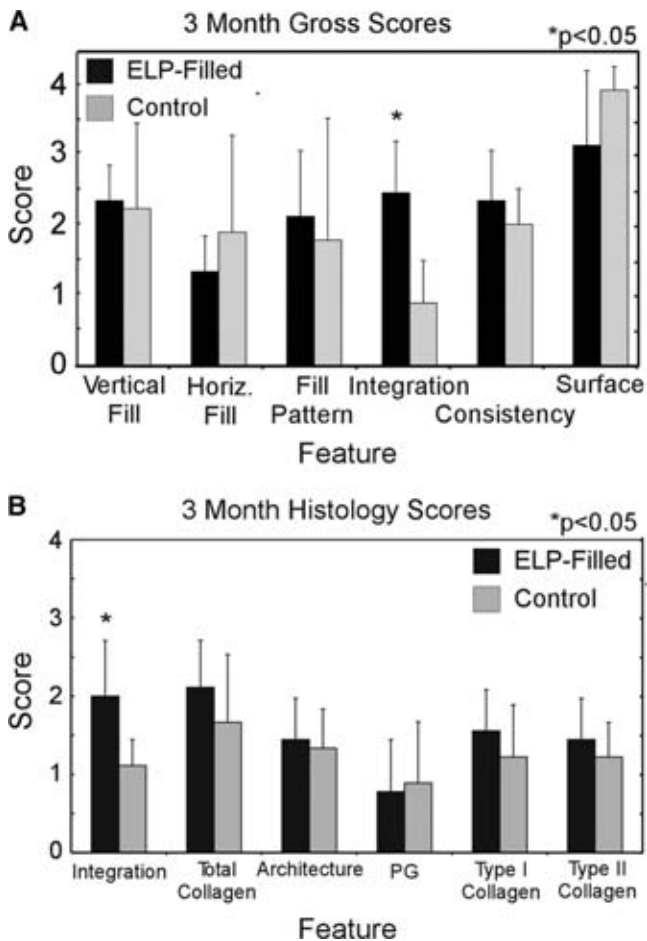 A
3 Month Gross Scores
*p<0.05
ELP-Filled
Control
*
Score
4
3
2
1
0
Vertical Fill
Horiz. Fill
Fill Pattern
Integration
Consistency
Surface
Feature
B
3 Month Histology Scores
*p<0.05
ELP-Filled
Control
*
Score
4
3
2
1
0
Integration
Total Collagen
Architecture
PG
Type I Collagen
Type II Collagen
Feature